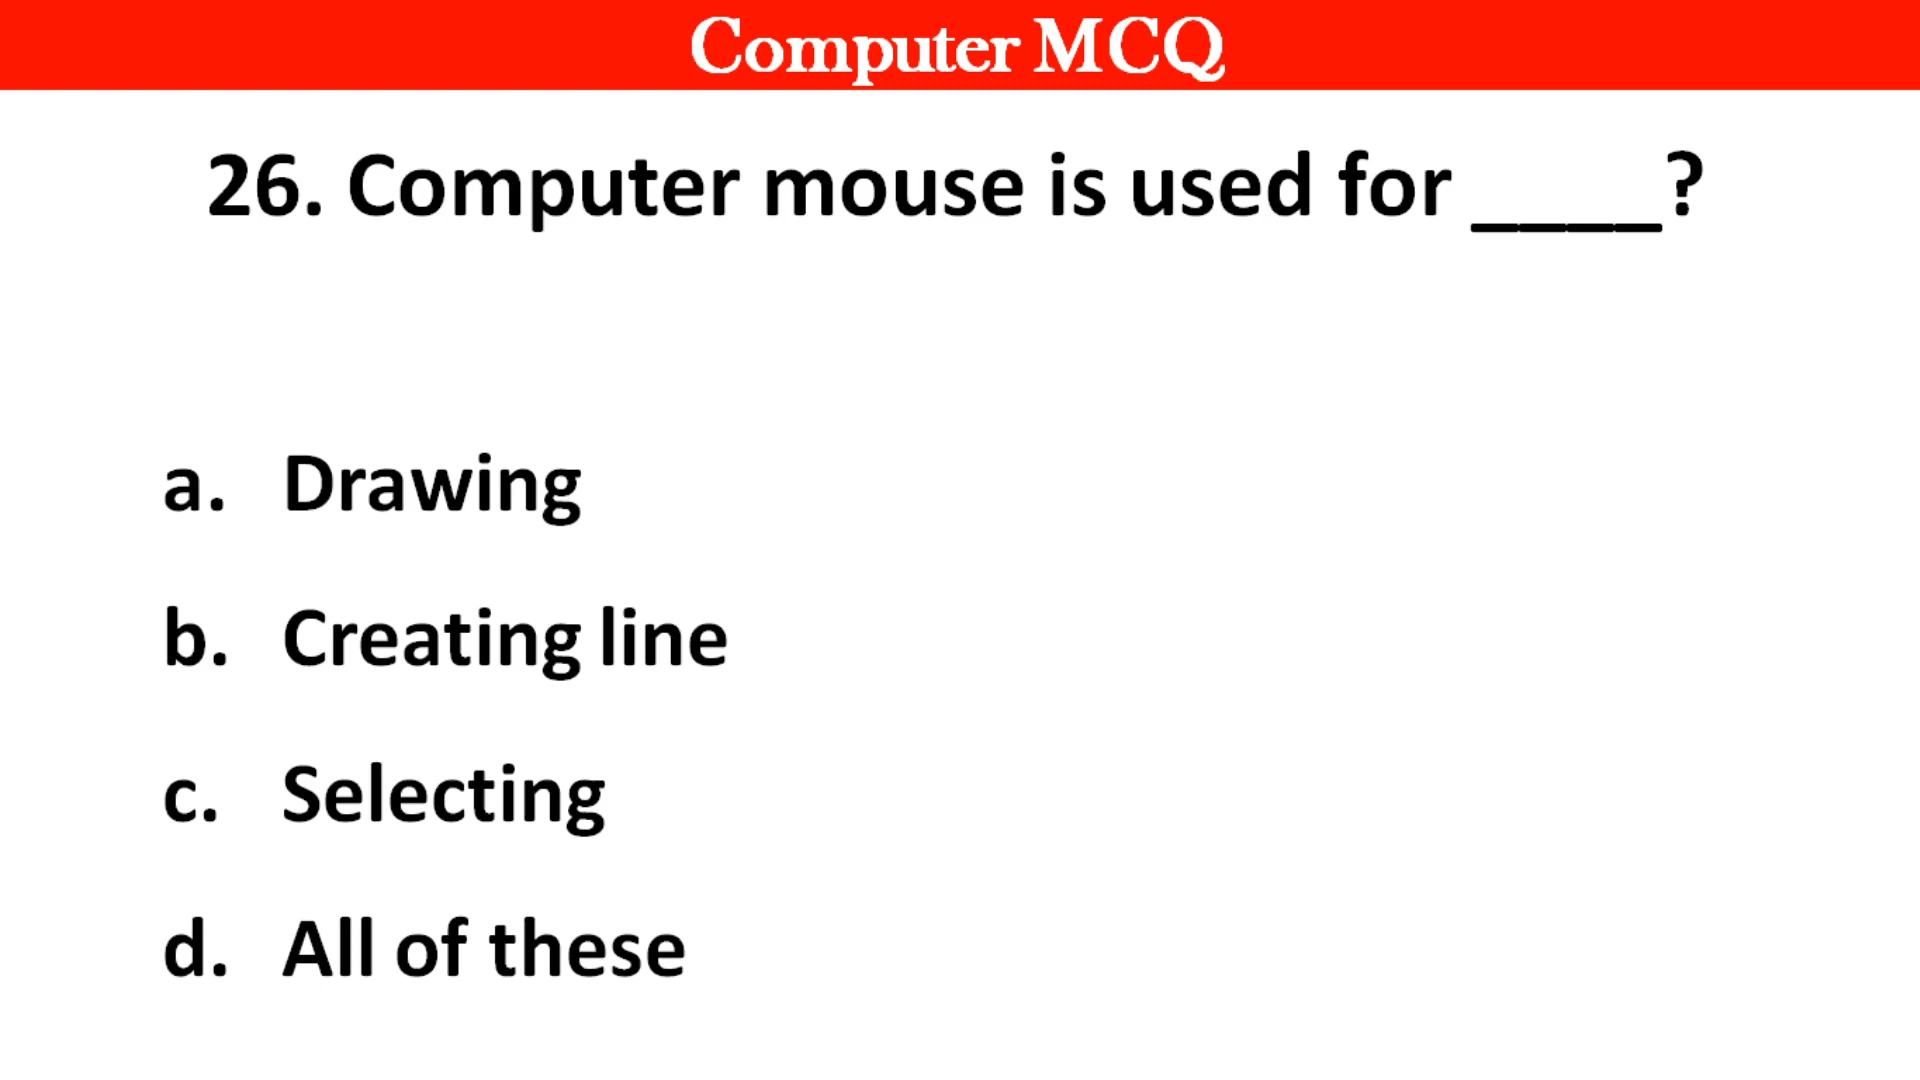 Computer MCQ
26. Computer mouse is used for ____?
a. Drawing
b. Creating line
c. Selecting
d. All of these